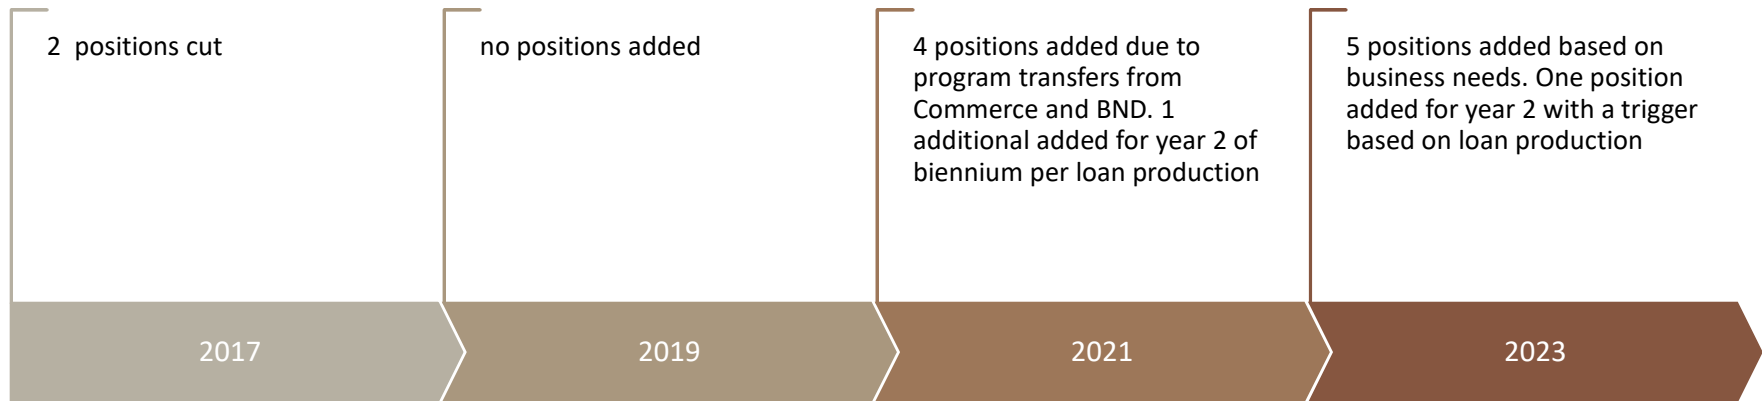 2  positions cut
no positions added
4 positions added due to
program transfers from
Commerce and BND. 1
additional added for year 2 of
biennium per loan production
5 positions added based on
business needs. One position
added for year 2 with a trigger
based on loan production
2017
2019
2021
2023